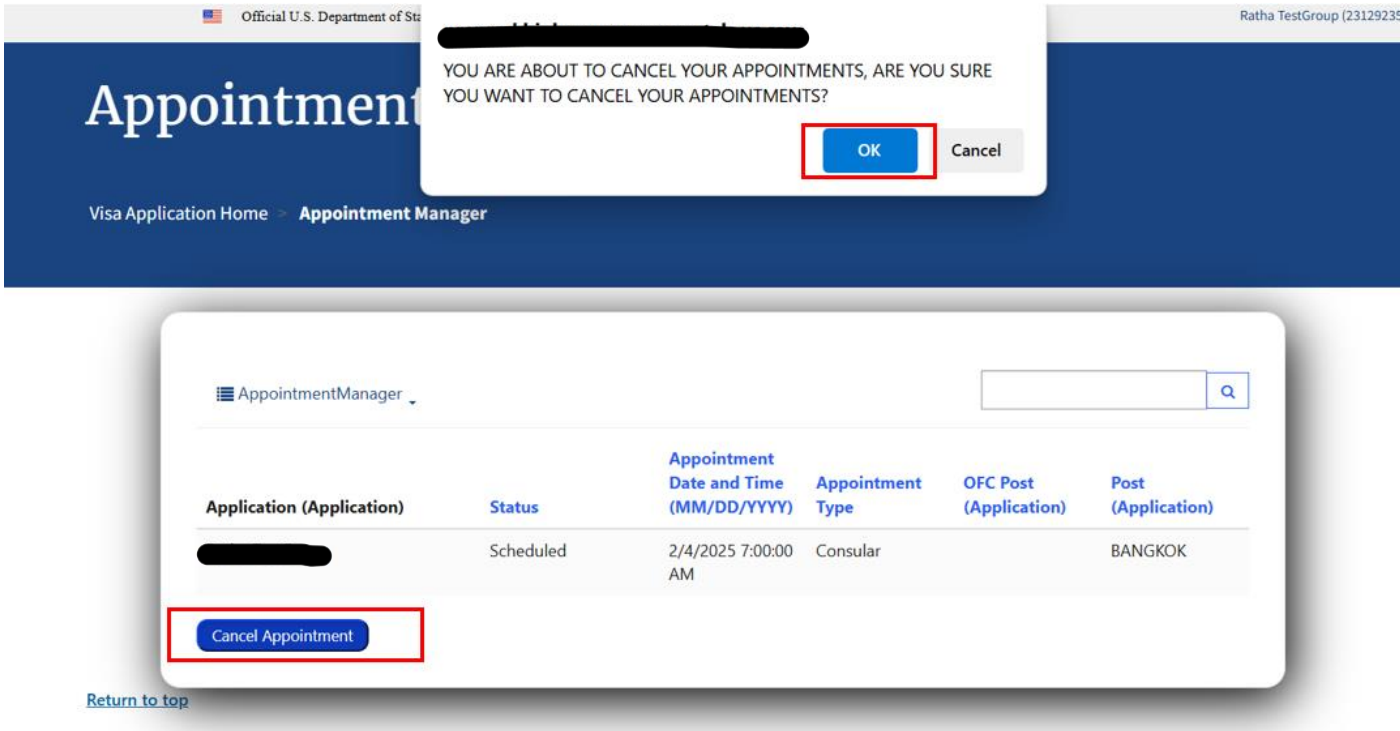 Official U.S. Department of Sta
Ratha TestGroup (23129235
YOU ARE ABOUT TO CANCEL YOUR APPOINTMENTS, ARE YOU SURE
YOU WANT TO CANCEL YOUR APPOINTMENTS?
OK
Cancel
Appointment
Visa Application Home > Appointment Manager
AppointmentManager
Application (Application)
Status
Appointment
Date and Time
(MM/DD/YYYY)
Appointment
Type
OFC Post
(Application)
Post
(Application)
Scheduled
2/4/2025 7:00:00
AM
Consular
BANGKOK
Cancel Appointment
Return to top